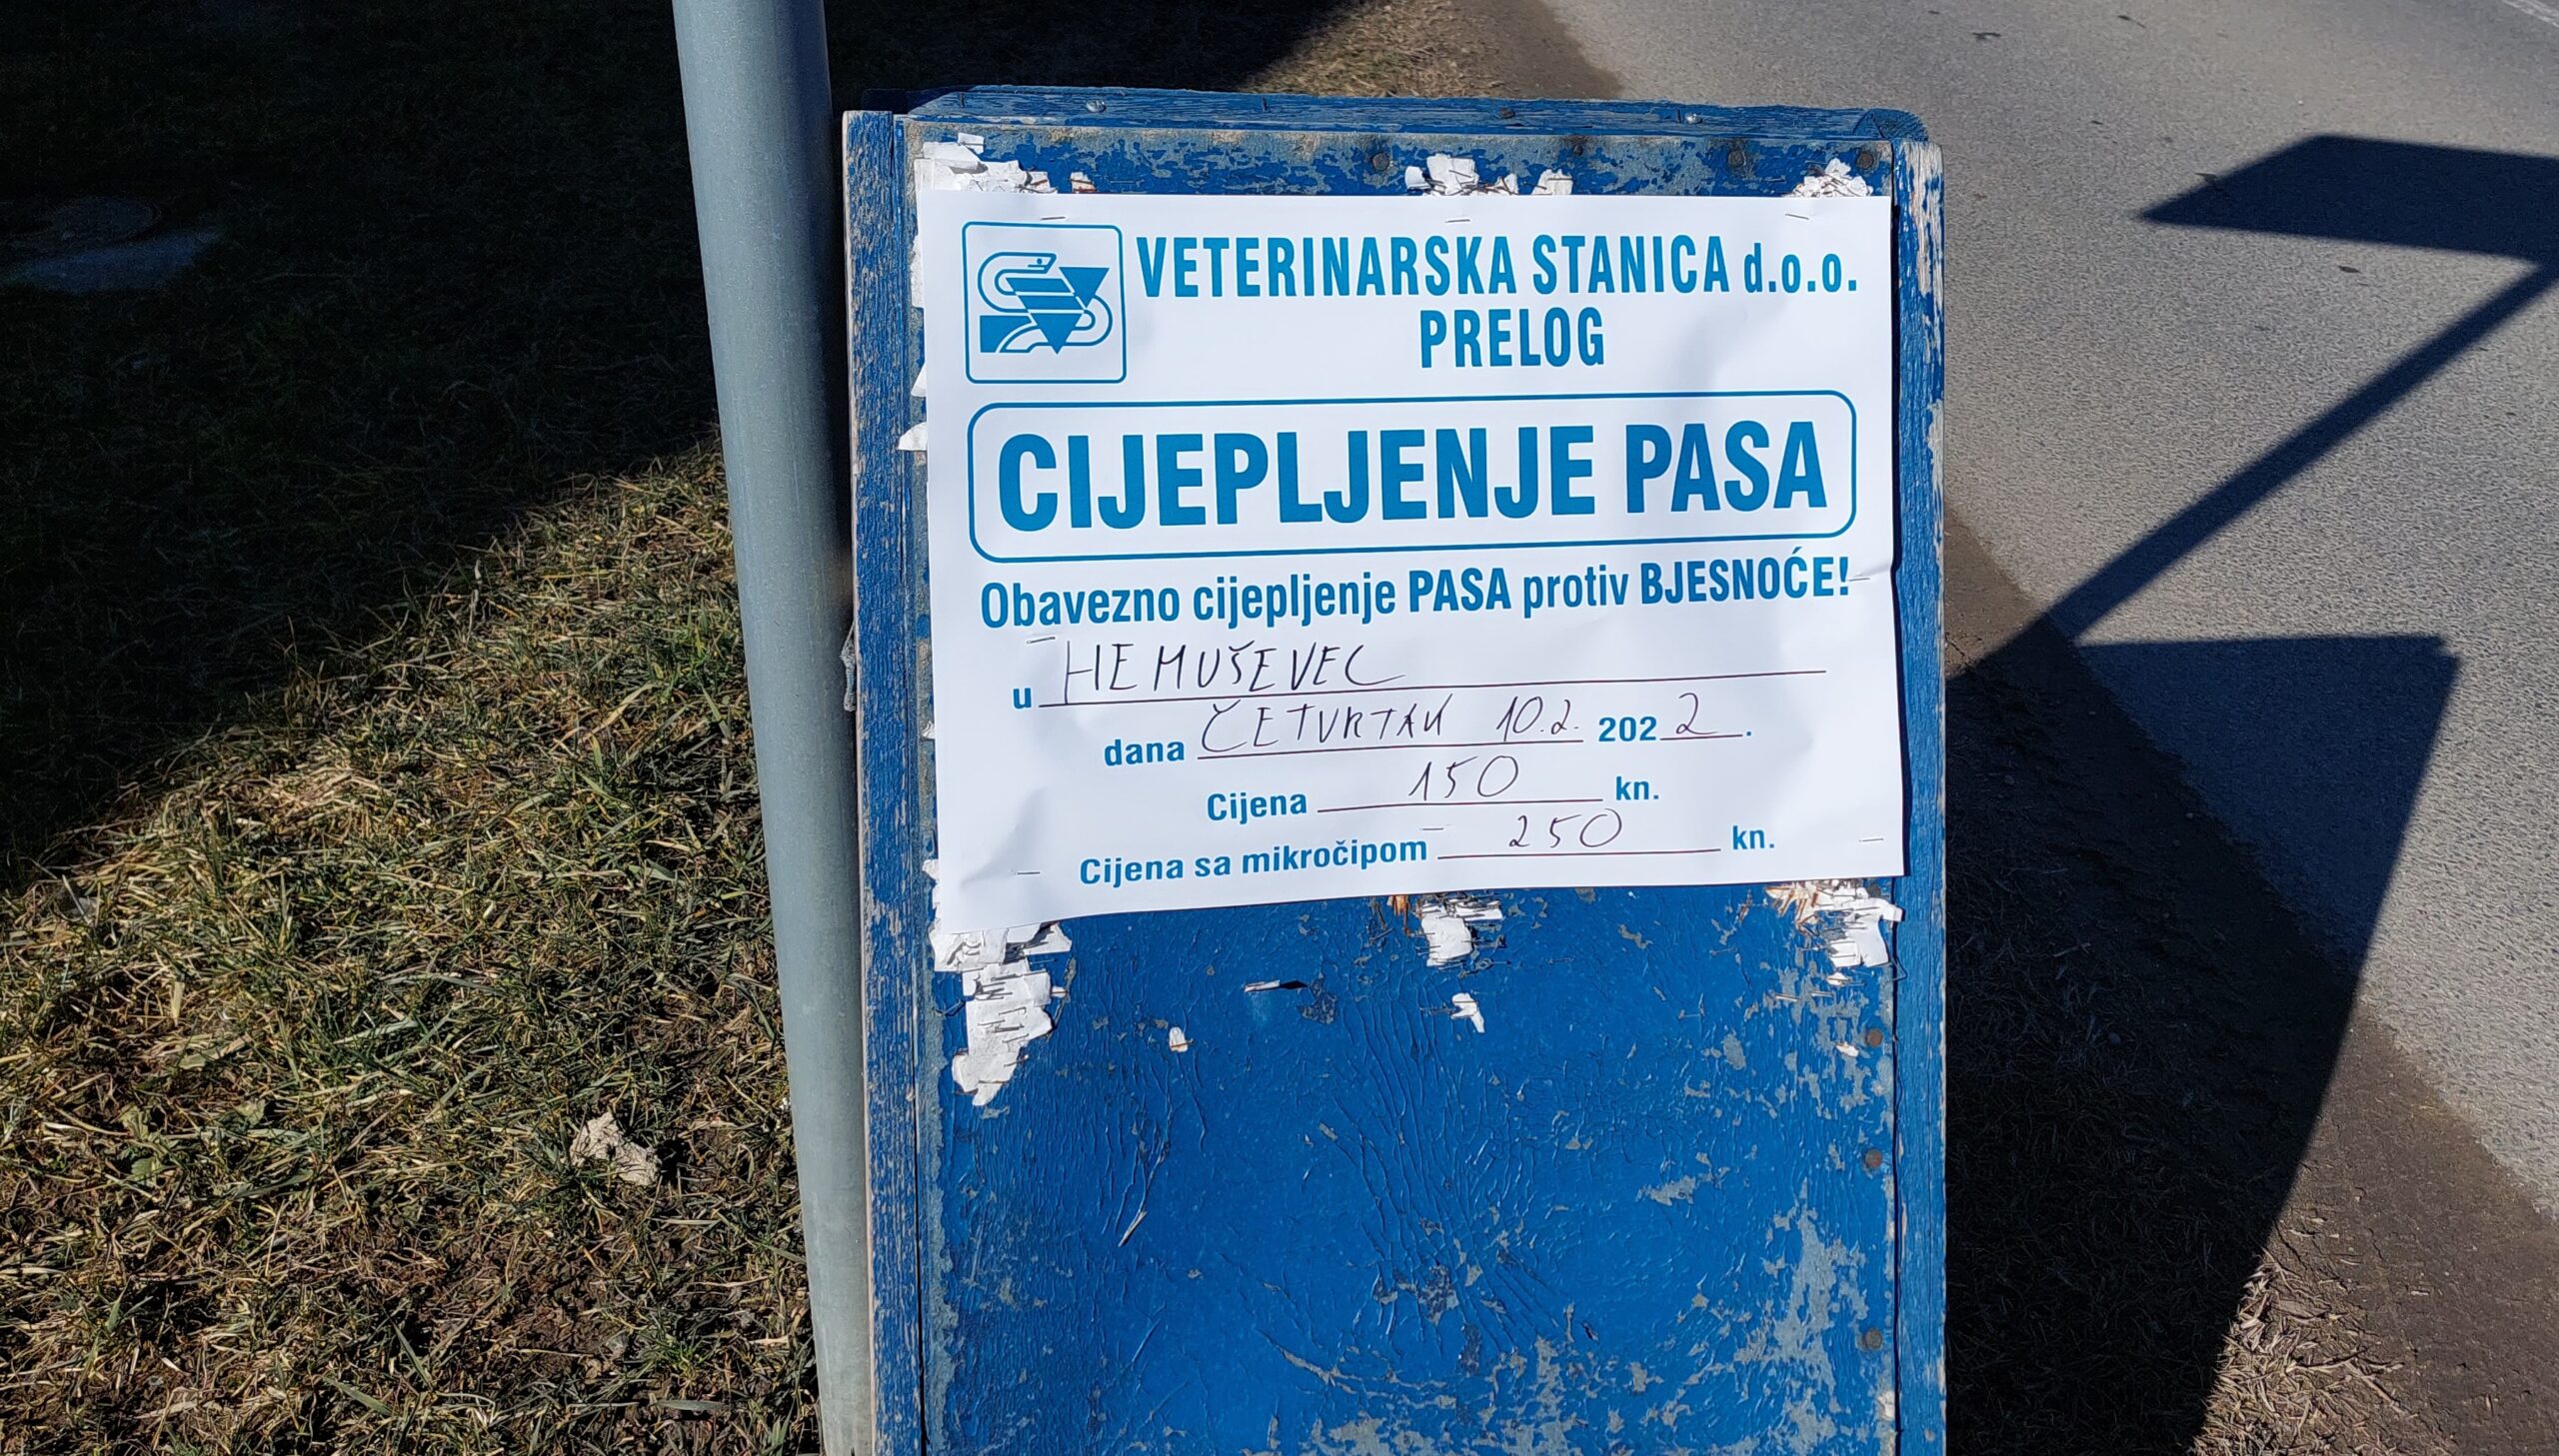 VETERINARSKA STANICA d.o.o.
PRELOG
CIJEPLJENJE PASA
Obavezno cijepljenje PASA protiv BJESNOĆE!
u HEMUŠEVEC
dana ČETVRTAK 10.2. 2022.
Cijena 150 kn.
Cijena sa mikročipom 250 kn.